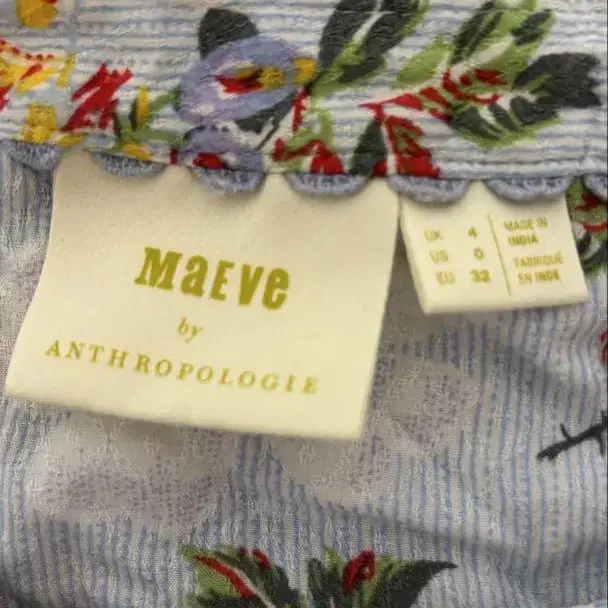 MaEVe
by
ANTHROPOLOGIE
UK 4
US 0
EU 32
MADE IN
INDIA
FABRIQUÉ
EN INDE